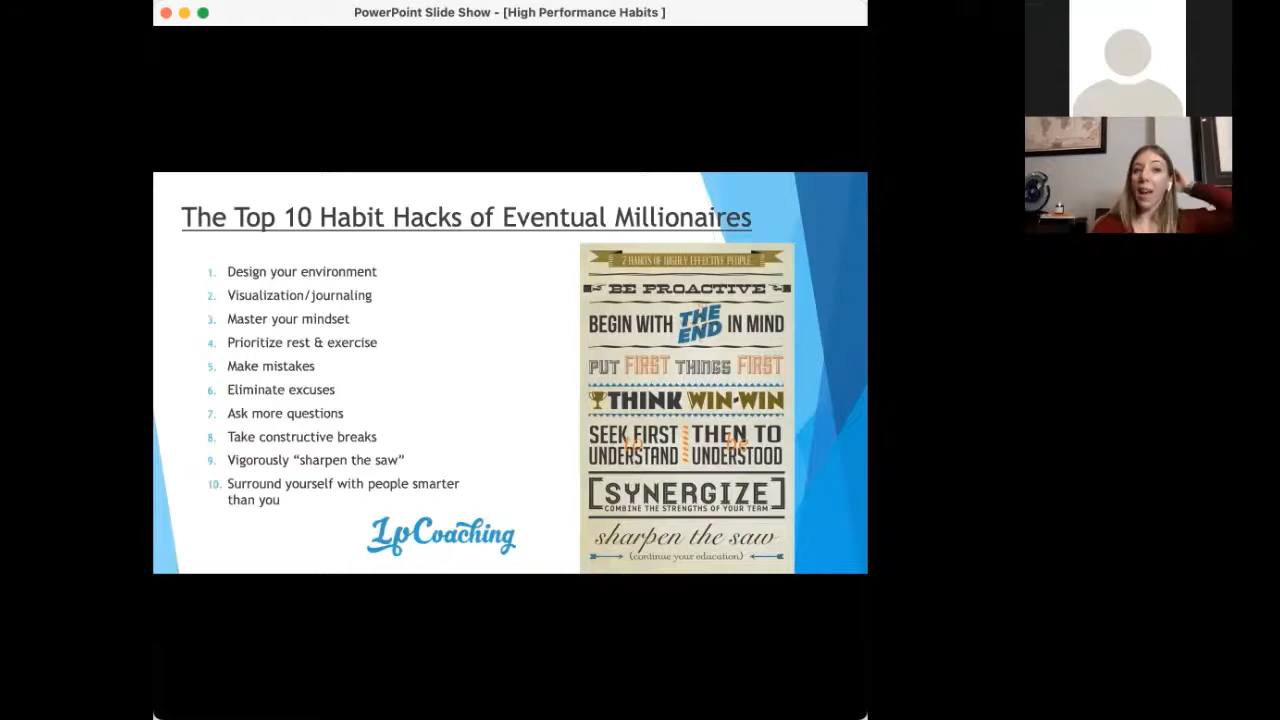 PowerPoint Slide Show - [High Performance Habits ]
The Top 10 Habit Hacks of Eventual Millionaires
1. Design your environment
2. Visualization/journaling
3. Master your mindset
4. Prioritize rest & exercise
5. Make mistakes
6. Eliminate excuses
7. Ask more questions
8. Take constructive breaks
9. Vigorously “sharpen the saw”
10. Surround yourself with people smarter
than you
LpCoaching
7 HABITS OF HIGHLY EFFECTIVE PEOPLE
BE PROACTIVE
BEGIN WITH THE END IN MIND
PUT FIRST THINGS FIRST
THINK WIN-WIN
SEEK FIRST to UNDERSTAND
THEN TO be UNDERSTOOD
[SYNERGIZE]
COMBINE THE STRENGTHS OF YOUR TEAM
sharpen the saw
(continue your education)